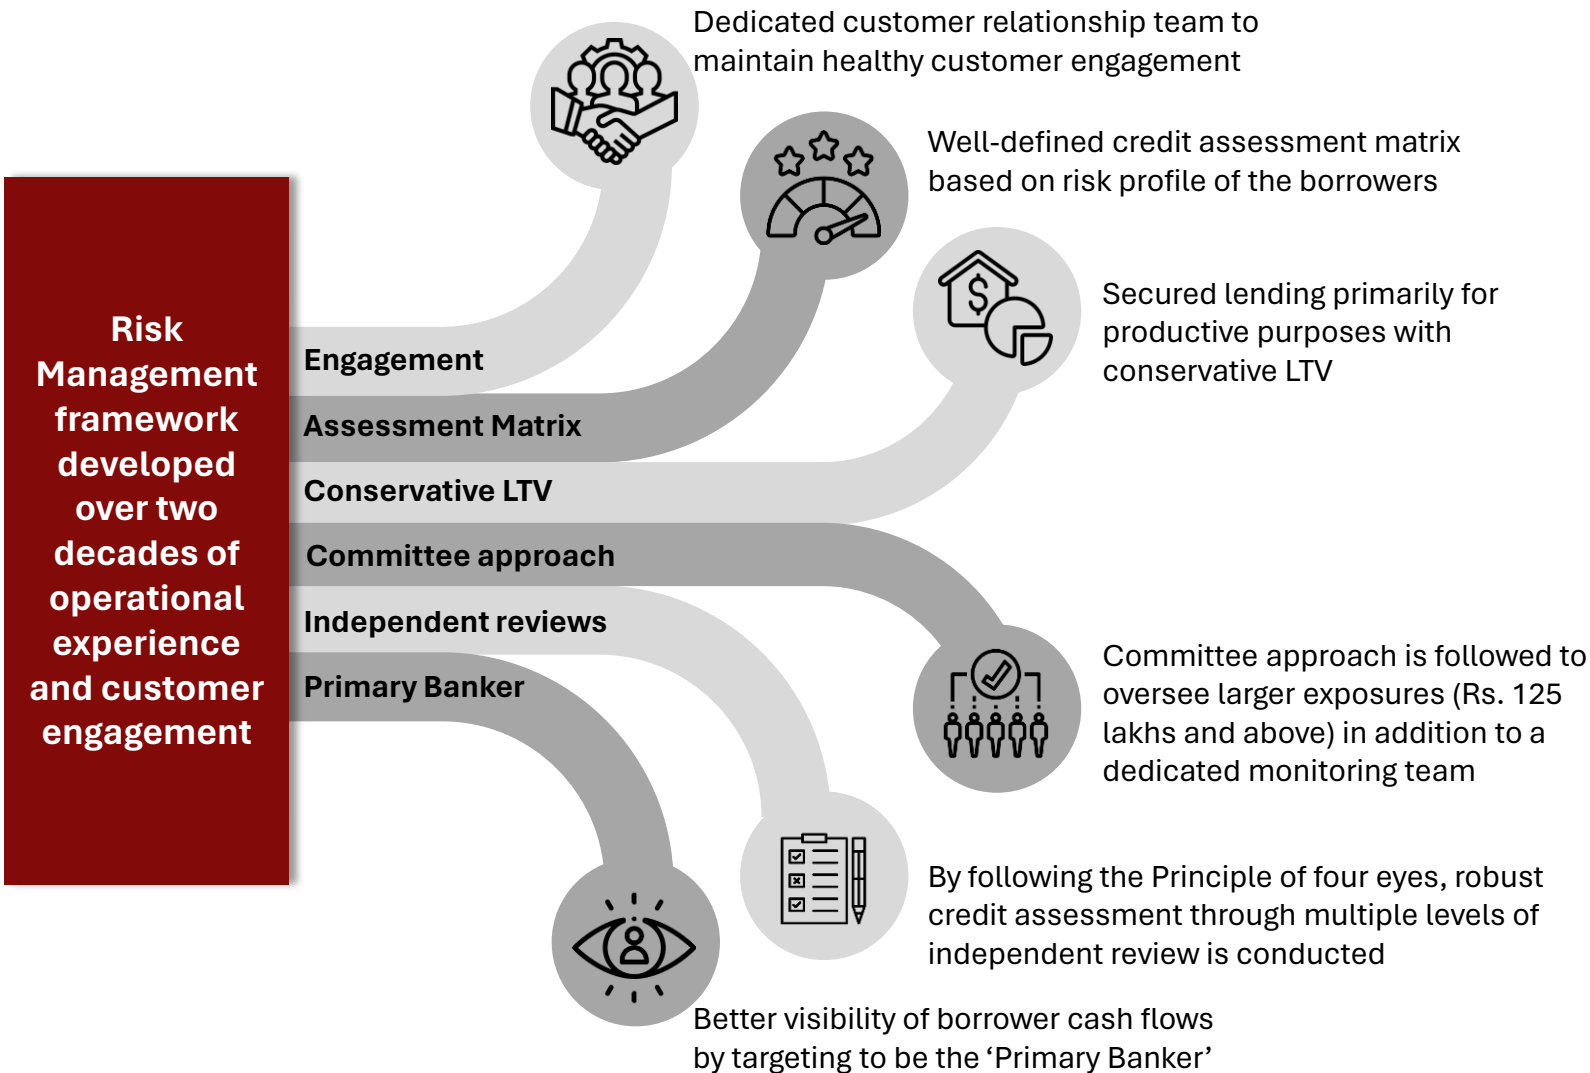 Dedicated customer relationship team to
maintain healthy customer engagement
Well-defined credit assessment matrix
based on risk profile of the borrowers
Secured lending primarily for
productive purposes with
conservative LTV
Risk
Management
framework
developed
over two
decades of
operational
experience
and customer
engagement
Engagement
Assessment Matrix
Conservative LTV
Committee approach
Independent reviews
Primary Banker
$
Committee approach is followed to
oversee larger exposures (Rs. 125
lakhs and above) in addition to a
dedicated monitoring team
By following the Principle of four eyes, robust
credit assessment through multiple levels of
independent review is conducted
Better visibility of borrower cash flows
by targeting to be the ‘Primary Banker’